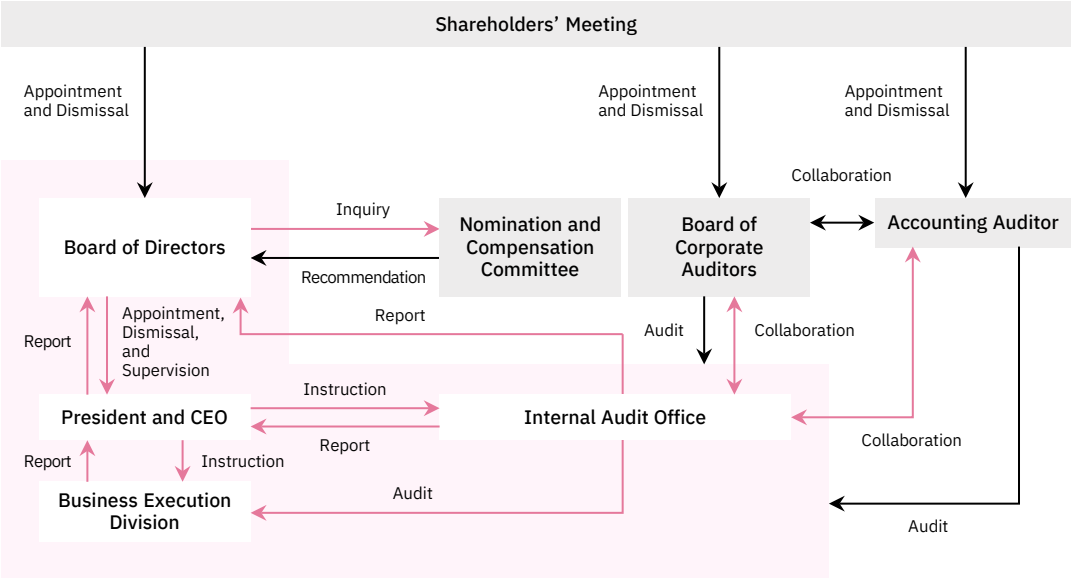 Shareholders’ Meeting
Appointment
and Dismissal
Appointment
and Dismissal
Appointment
and Dismissal
Collaboration
Board of Directors
Inquiry
Recommendation
Nomination and
Compensation
Committee
Board of
Corporate
Auditors
Accounting Auditor
Report
Appointment,
Dismissal,
and
Supervision
Report
Audit
Collaboration
President and CEO
Instruction
Report
Internal Audit Office
Collaboration
Report
Instruction
Business Execution
Division
Audit
Audit